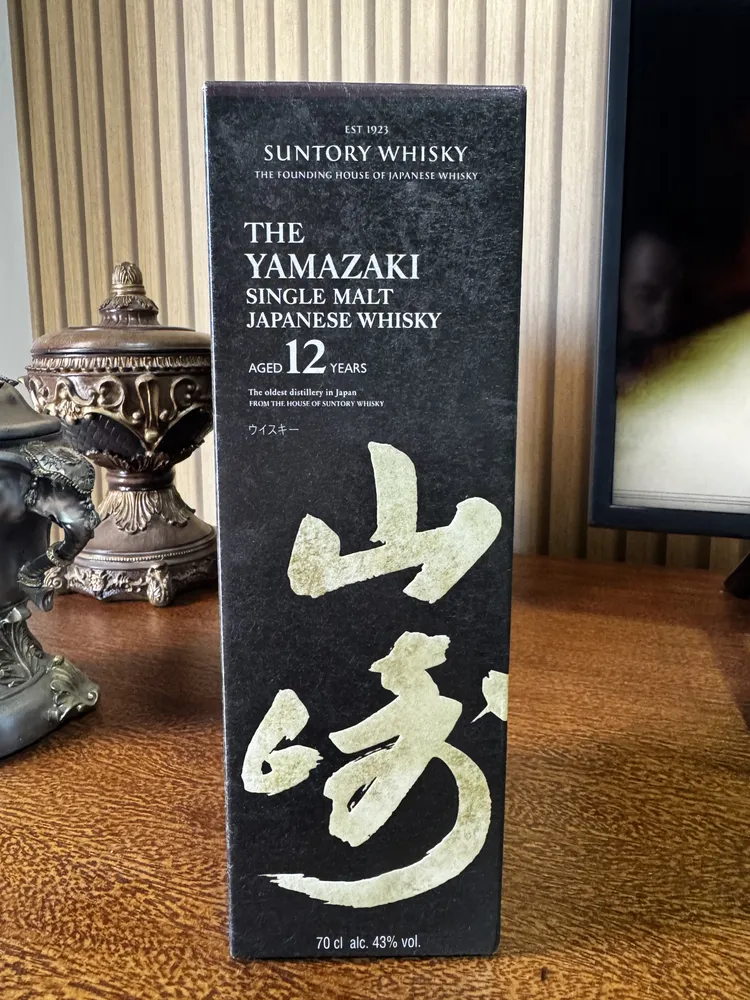 EST 1923
SUNTORY WHISKY
THE FOUNDING HOUSE OF JAPANESE WHISKY
THE
YAMAZAKI
SINGLE MALT
JAPANESE WHISKY
AGED 12 YEARS
The oldest distillery in Japan
FROM THE HOUSE OF SUNTORY WHISKY
ウイスキー
山
崎
70 cl alc. 43% vol.